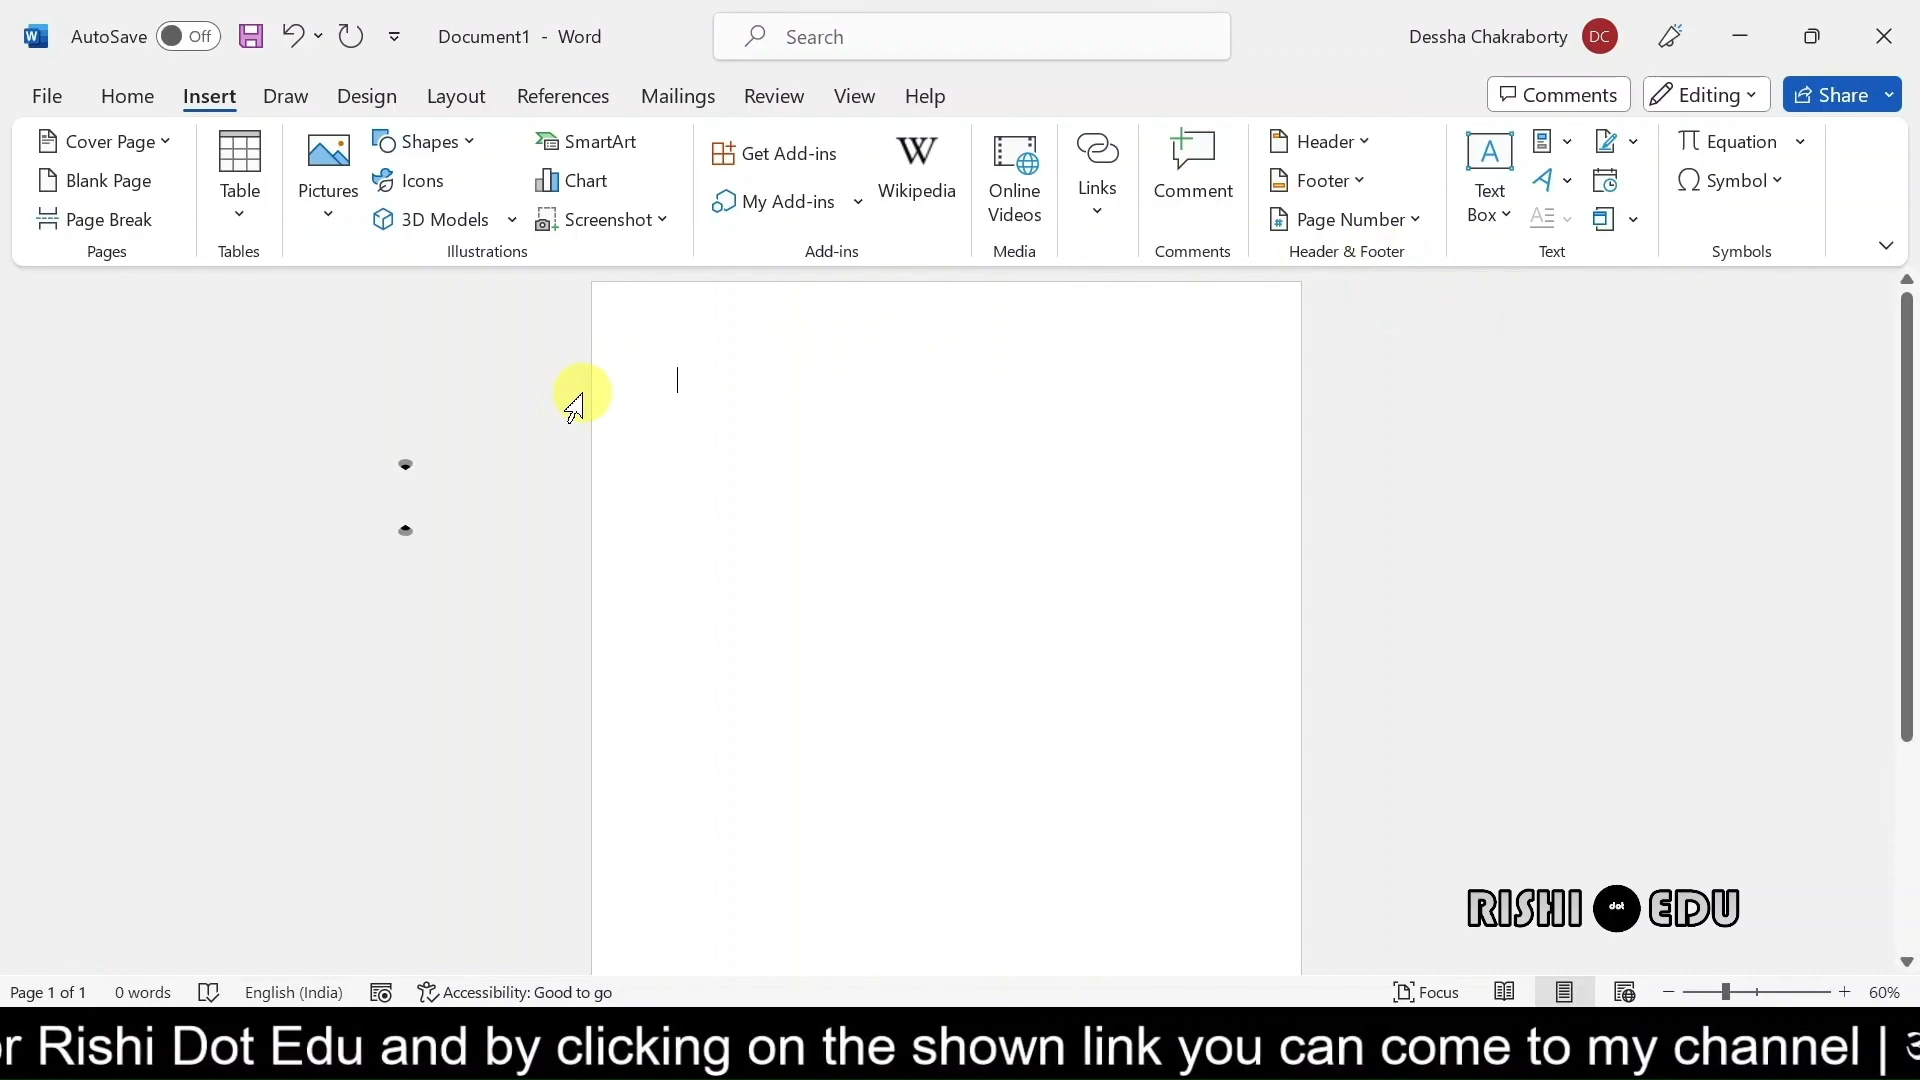 AutoSave Off Document1 - Word Search Dessha Chakraborty DC
File Home Insert Draw Design Layout References Mailings Review View Help Comments Editing Share
Cover Page
Blank Page
Page Break
Pages
Table
Tables
Pictures
Shapes
Icons
3D Models
SmartArt
Chart
Screenshot
Illustrations
Get Add-ins
My Add-ins
Wikipedia
Add-ins
Online
Videos
Media
Links
Comment
Comments
Header
Footer
Page Number
Header & Footer
Text
Box
Text
Equation
Symbol
Symbols
RISHI dot EDU
Page 1 of 1 0 words English (India) Accessibility: Good to go Focus 60%
Rishi Dot Edu and by clicking on the shown link you can come to my channel |